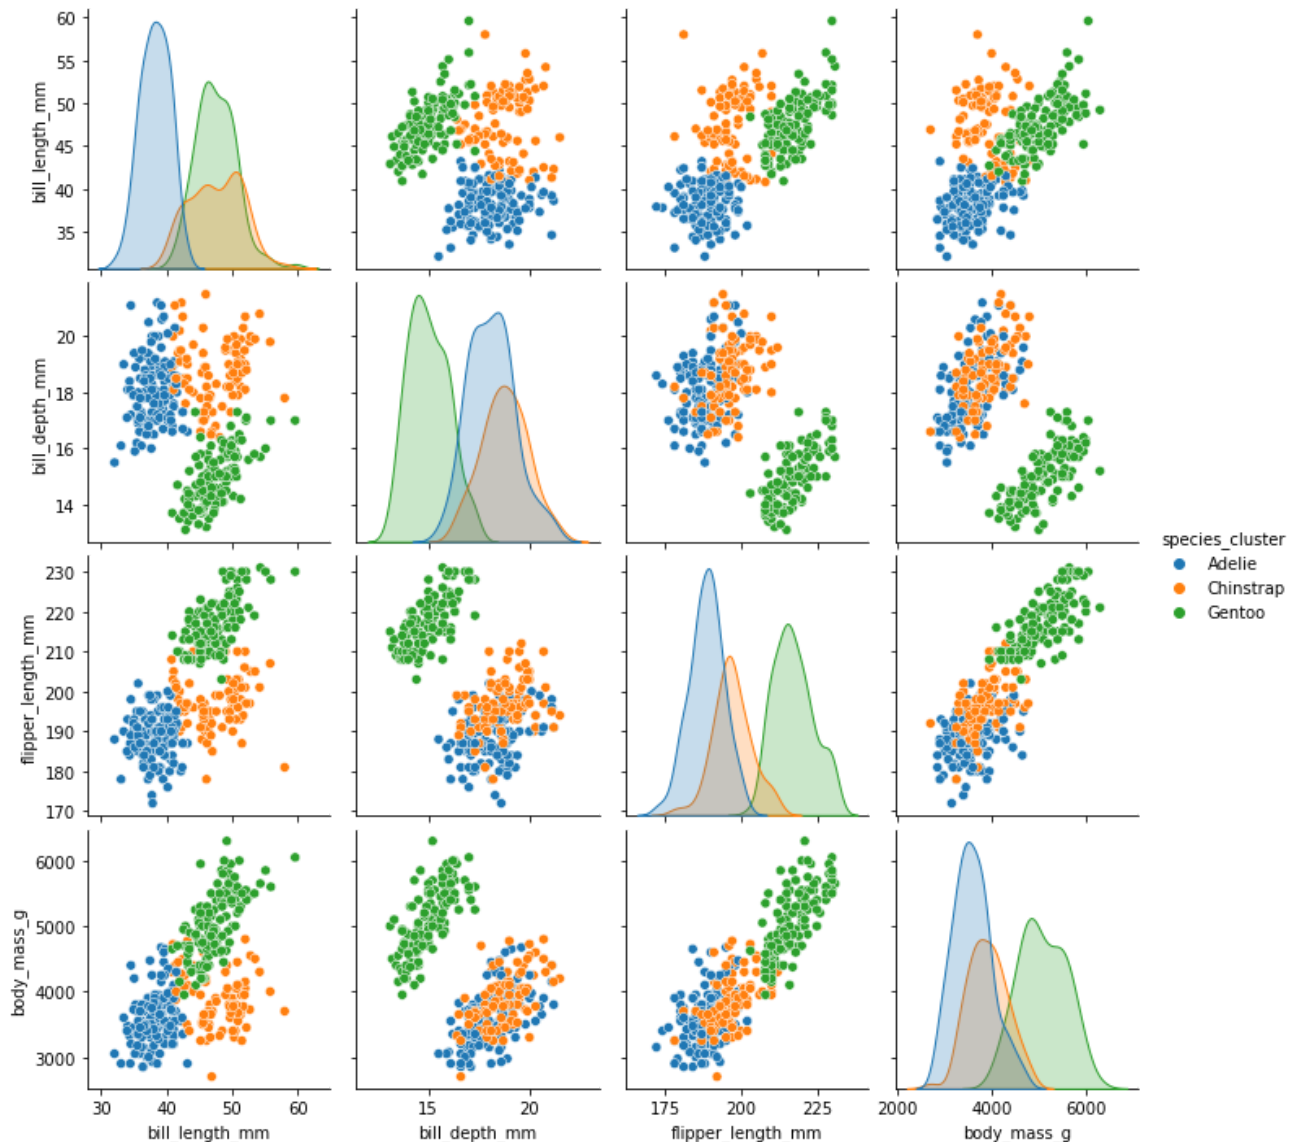 60
55
50
45
40
35
bill_length_mm
20
18
16
14
bill_depth_mm
species_cluster
Adelie
Chinstrap
Gentoo
230
220
210
200
190
180
170
flipper_length_mm
6000
5000
4000
3000
body_mass_g
30 40 50 60 15 20 175 200 225 2000 4000 6000
bill_length_mm bill_depth_mm flipper_length_mm body_mass_g